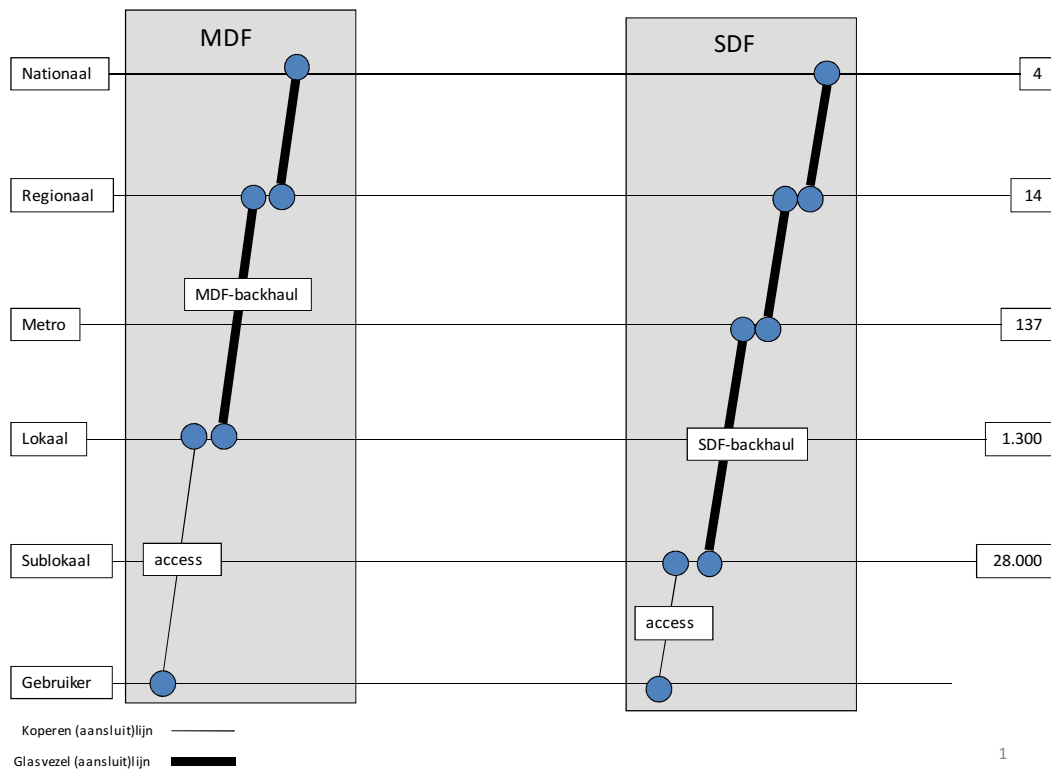 MDF
SDF
Nationaal
4
Regionaal
14
MDF-backhaul
Metro
137
Lokaal
1.300
SDF-backhaul
Sublokaal
access
28.000
access
Gebruiker
Koperen (aansluit)lijn
Glasvezel (aansluit)lijn
1